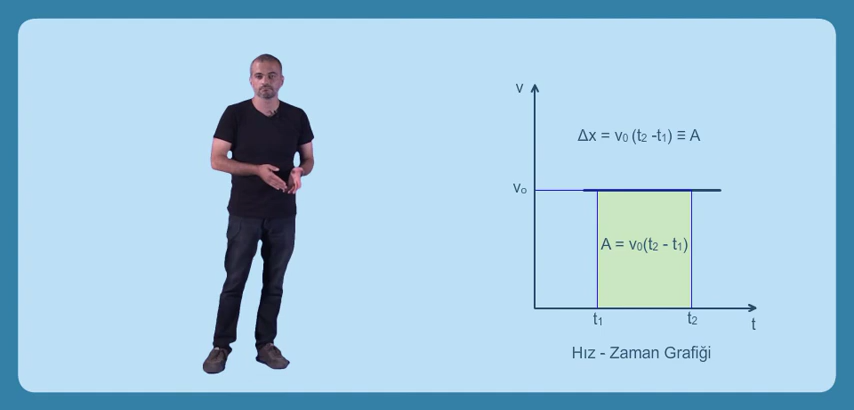 v
Δx = v₀ (t₂ -t₁) ≡ A
v₀
A = v₀(t₂ - t₁)
t₁ t₂
t
Hız - Zaman Grafiği